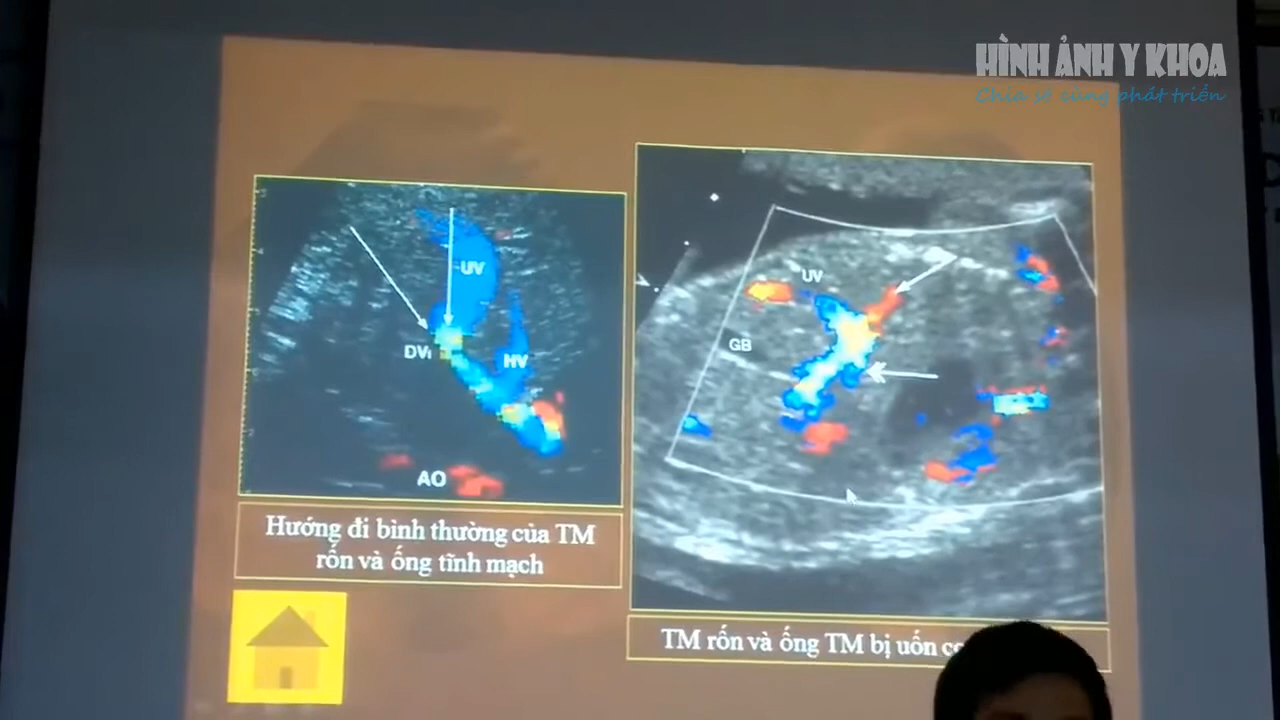 HÌNH ẢNH Y KHOA
Chia sẻ cùng phát triển
UV
DV
HV
AO
Hướng đi bình thường của TM
rốn và ống tĩnh mạch
UV
GB
TM rốn và ống TM bị uốn